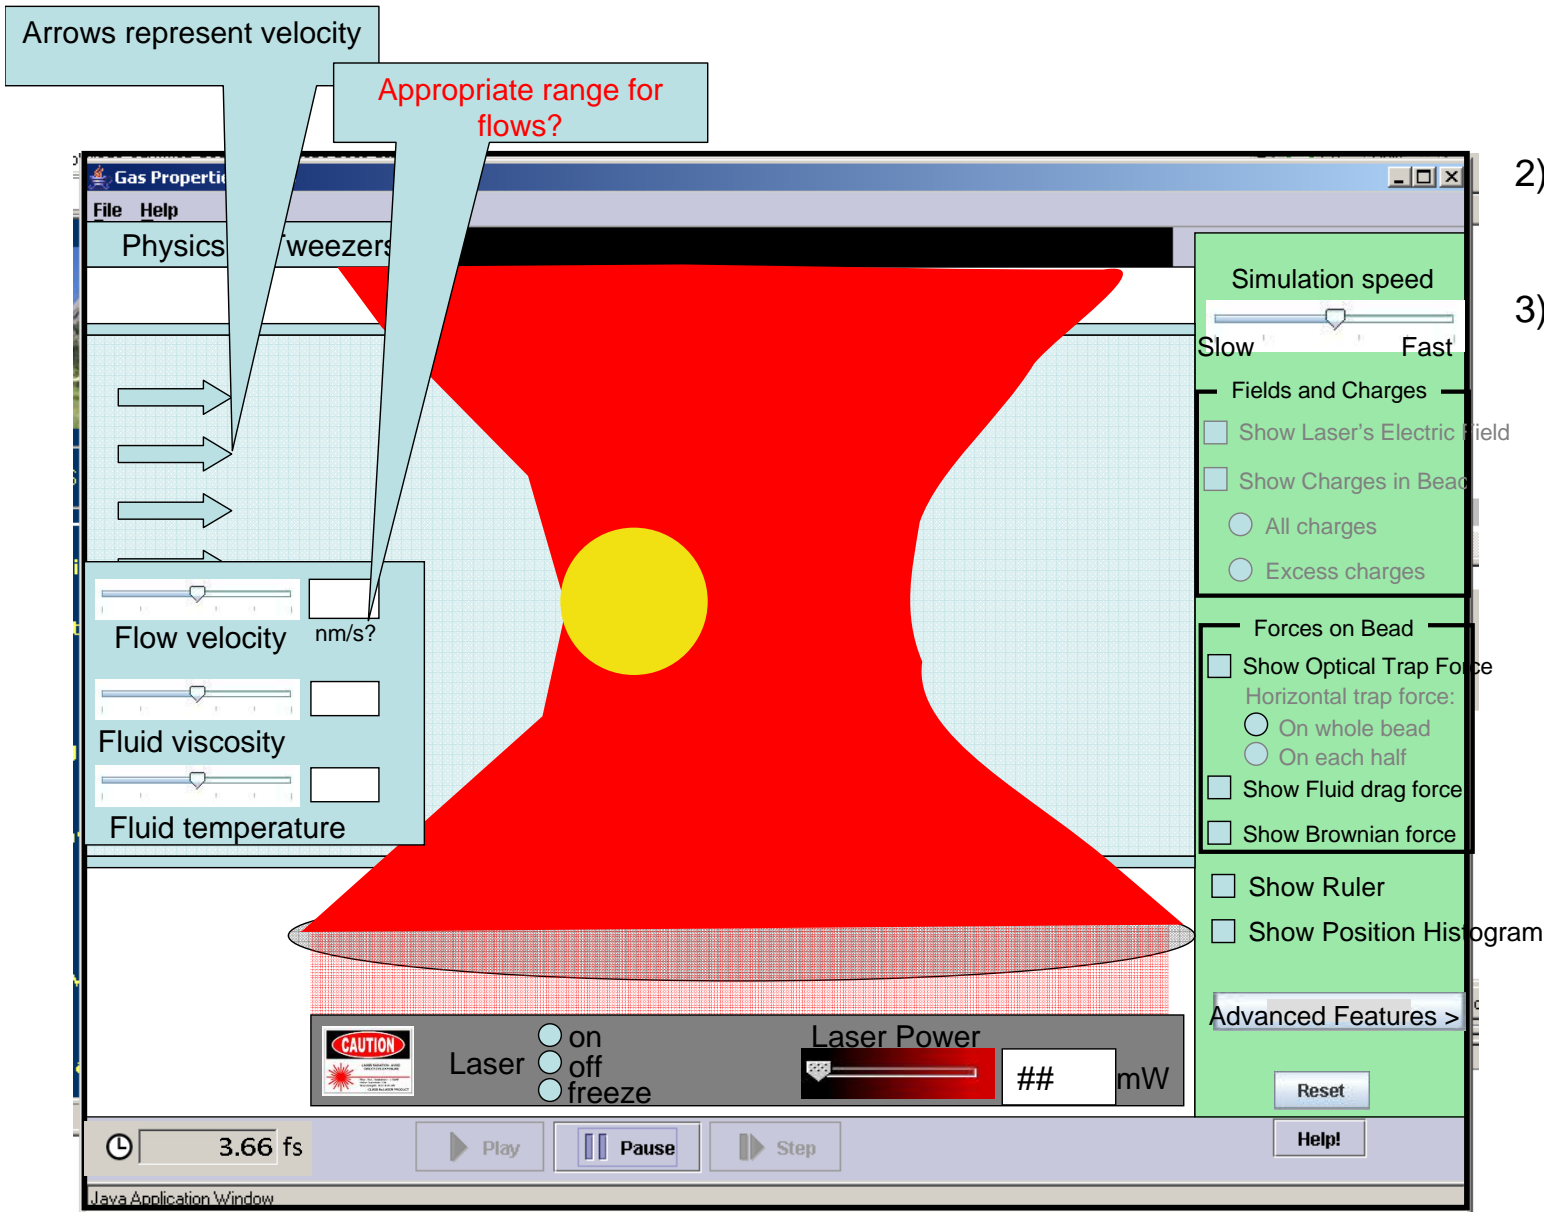 Arrows represent velocity
Appropriate range for
flows?
Gas Properti
File Help
Physics
Tweezers
2)
3)
Simulation speed
Slow
Fast
Fields and Charges
Show Laser's Electric Field
Show Charges in Bead
All charges
Excess charges
Flow velocity
nm/s?
Fluid viscosity
Fluid temperature
Forces on Bead
Show Optical Trap Force
Horizontal trap force:
On whole bead
On each half
Show Fluid drag force
Show Brownian force
Show Ruler
Show Position Histogram
Advanced Features >
CAUTION
Laser
on
off
freeze
Laser Power
##
mW
Reset
Help!
3.66 fs
Play
Pause
Step
Java Application Window